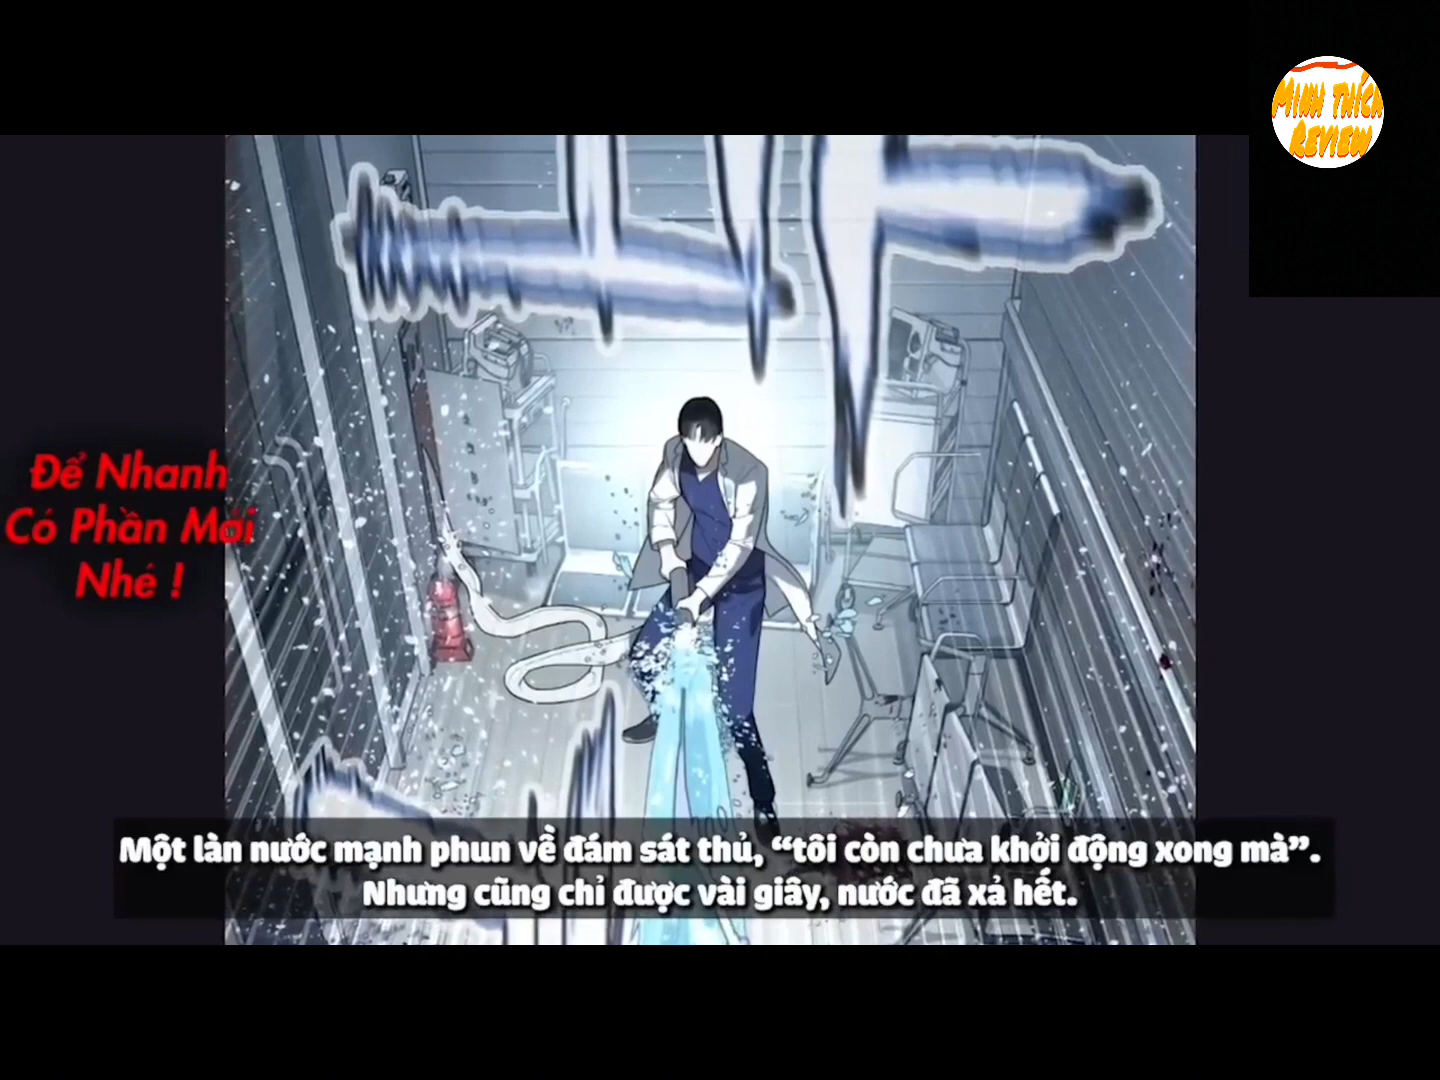 MINH THÍCH
REVIEW
Để Nhanh
Có Phần Mới
Nhé !
Một làn nước mạnh phun về đám sát thủ, “tôi còn chưa khởi động xong mà”.
Nhưng cũng chỉ được vài giây, nước đã xả hết.